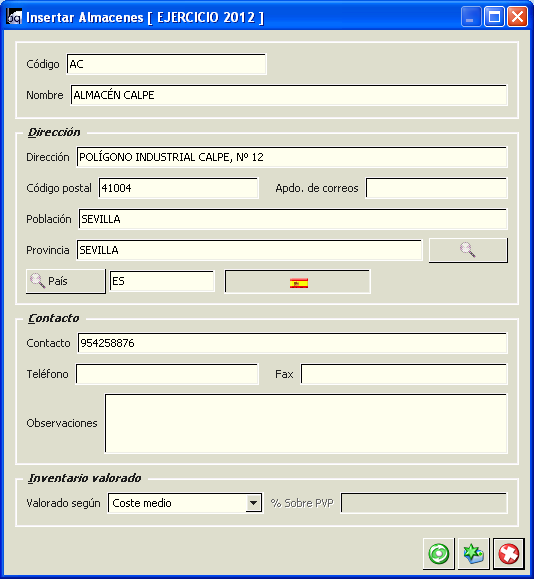 Insertar Almacenes [ EJERCICIO 2012 ]
Código AC
Nombre ALMACÉN CALPE
Dirección
Dirección POLÍGONO INDUSTRIAL CALPE, Nº 12
Código postal 41004 Apdo. de correos
Población SEVILLA
Provincia SEVILLA
País ES
Contacto
Contacto 954258876
Teléfono Fax
Observaciones
Inventario valorado
Valorado según Coste medio % Sobre PVP